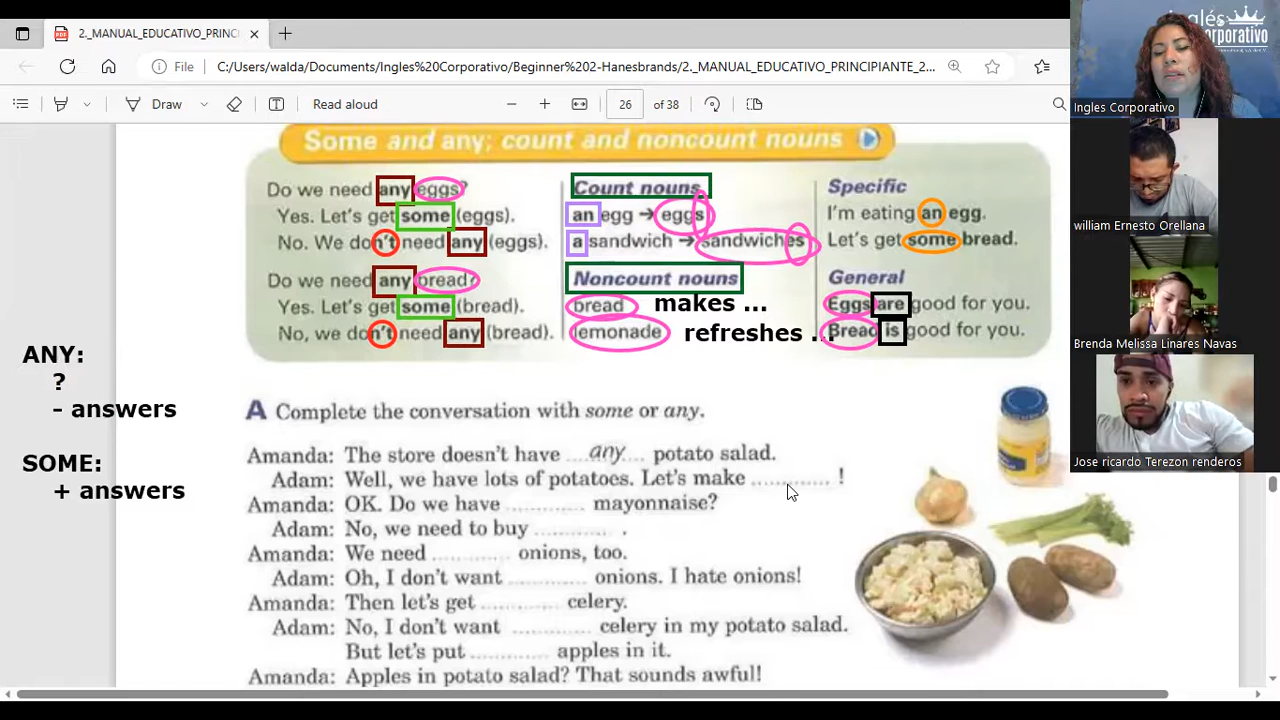 2._MANUAL_EDUCATIVO_PRINCI
File C:/Users/walda/Documents/Ingles%20Corporativo/Beginner%202-Hanesbrands/2._MANUAL_EDUCATIVO_PRINCIPIANTE_2...
Draw Read aloud 26 of 38
inglés
corporativo
Ingles Corporativo
william Ernesto Orellana
Brenda Melissa Linares Navas
Jose ricardo Terezon renderos
Some and any; count and noncount nouns
Do we need any eggs?
Yes. Let's get some (eggs).
No. We don't need any (eggs).
Do we need any bread?
Yes. Let's get some (bread).
No, we don't need any (bead).
Count nouns
an egg → eggs
a sandwich → sandwiches
Noncount nouns
bread makes ...
lemonade refreshes ...
Specific
I'm eating an egg.
Let's get some bread.
General
Eggs are good for you.
Bread is good for you.
ANY:
?
- answers
SOME:
+ answers
A Complete the conversation with some or any.
Amanda: The store doesn't have ....any.... potato salad.
Adam: Well, we have lots of potatoes. Let's make ............. !
Amanda: OK. Do we have ............ mayonnaise?
Adam: No, we need to buy ............ .
Amanda: We need ............ onions, too.
Adam: Oh, I don't want ............ onions. I hate onions!
Amanda: Then let's get ............ celery.
Adam: No, I don't want ............ celery in my potato salad.
But let's put ............ apples in it.
Amanda: Apples in potato salad? That sounds awful!